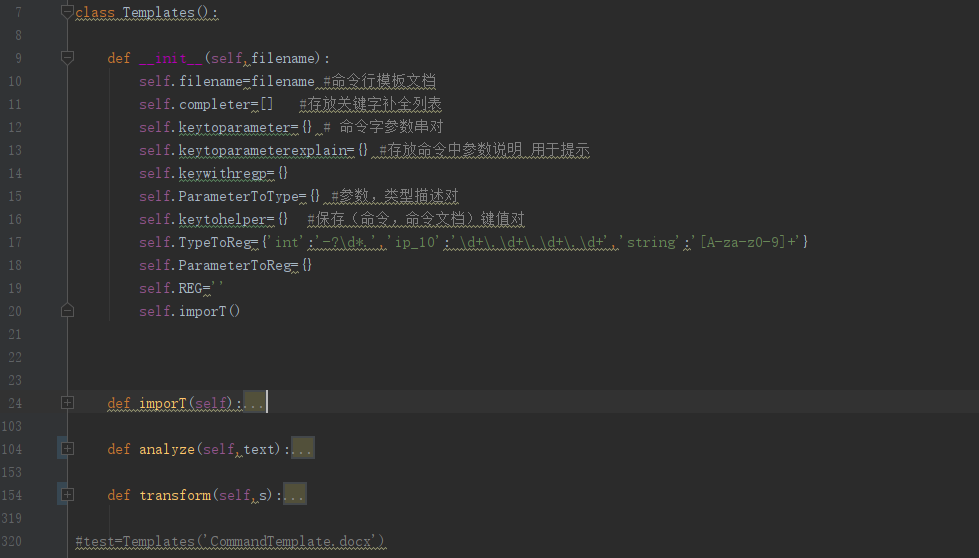 7 class Templates():
8
9 def __init__(self,filename):
10 self.filename=filename #命令行模板文档
11 self.completer=[] #存放关键字补全列表
12 self.keytoparameter={} # 命令字参数串对
13 self.keytoparameterexplain={} #存放命令中参数说明 用于提示
14 self.keywithregp={}
15 self.ParameterToType={} #参数，类型描述对
16 self.keytohelper={} #保存（命令，命令文档）键值对
17 self.TypeToReg={'int':'-?\d*.','ip_10':'\d+\.\d+\.\d+\.\d+','string':'[A-za-z0-9]+'}
18 self.ParameterToReg={}
19 self.REG=''
20 self.imporT()
21
22
23
24 def imporT(self):...
103
104 def analyze(self,text):...
153
154 def transform(self,s):...
319
320 #test=Templates('CommandTemplate.docx')